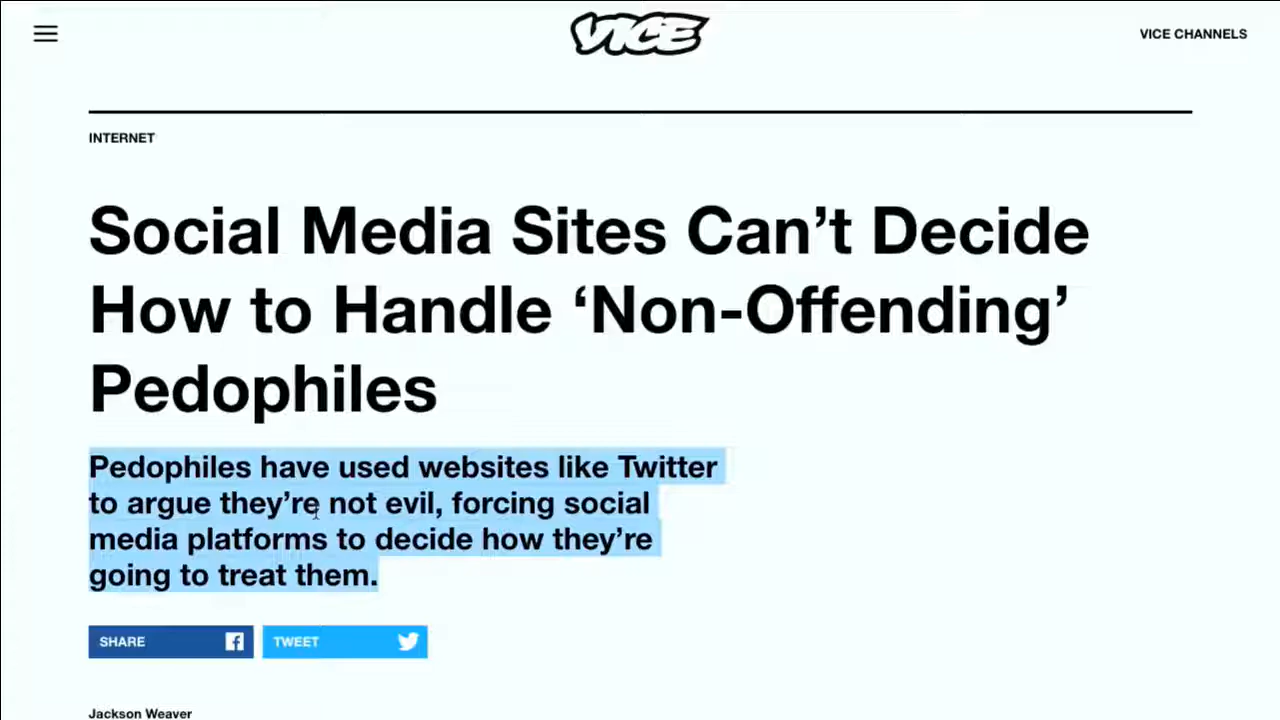 VICE
VICE CHANNELS
INTERNET
Social Media Sites Can’t Decide
How to Handle ‘Non-Offending’
Pedophiles
Pedophiles have used websites like Twitter
to argue they’re not evil, forcing social
media platforms to decide how they’re
going to treat them.
SHARE
TWEET
Jackson Weaver